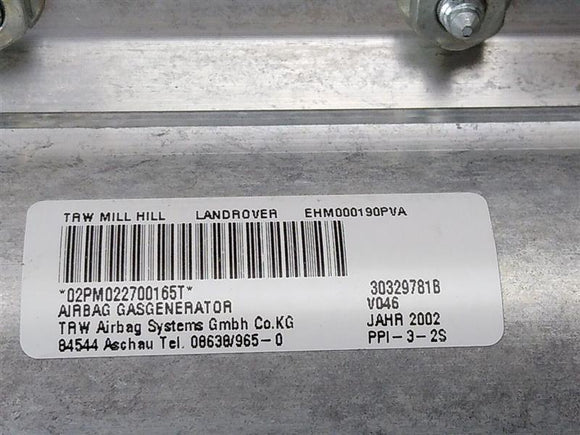 TRW MILL HILL LANDROVER EHM000190PVA
*02PM022700165T* 30329781B
AIRBAG GASGENERATOR V046
TRW Airbag Systems Gmbh Co.KG JAHR 2002
84544 Aschau Tel. 08638/965-0 PPI-3-2S